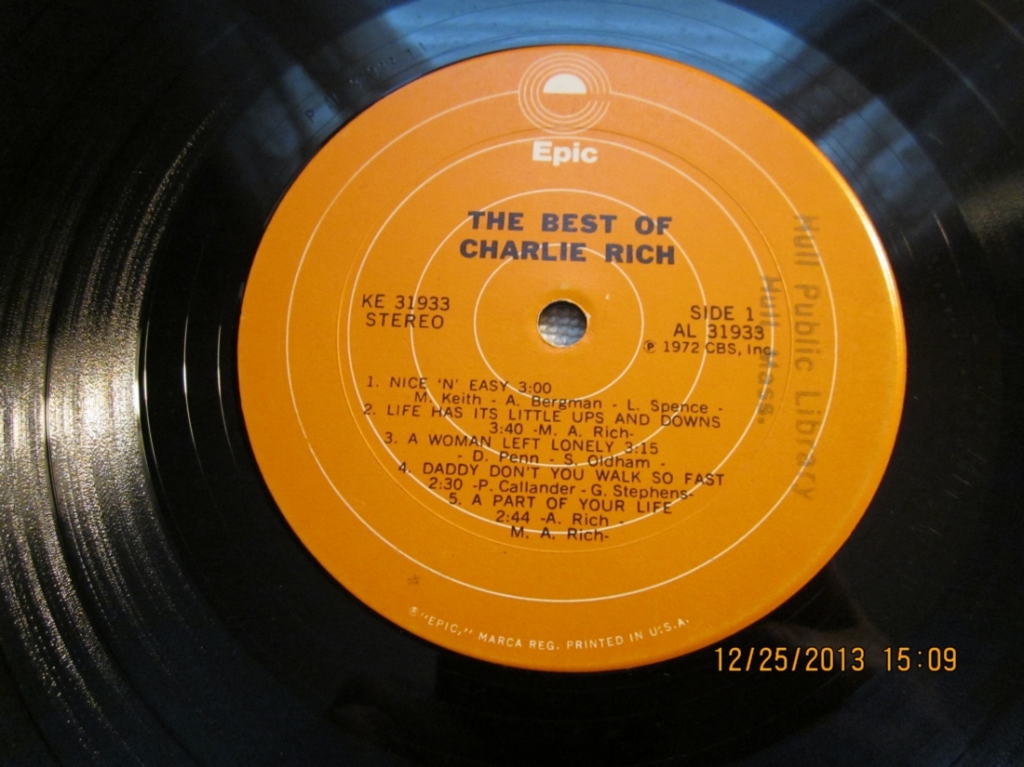 Epic
THE BEST OF
CHARLIE RICH
KE 31933
STEREO
SIDE 1
AL 31933
℗ 1972 CBS, Inc.
1. NICE 'N' EASY 3:00
M. Keith - A. Bergman - L. Spence -
2. LIFE HAS ITS LITTLE UPS AND DOWNS
3:40 -M. A. Rich-
3. A WOMAN LEFT LONELY 3:15
- D. Penn - S. Oldham -
4. DADDY DON'T YOU WALK SO FAST
2:30 -P. Callander - G. Stephens-
5. A PART OF YOUR LIFE
2:44 -A. Rich -
M. A. Rich-
Hull Public Library
Hull Mass.
® "EPIC," MARCA REG. PRINTED IN U.S.A.
12/25/2013 15:09